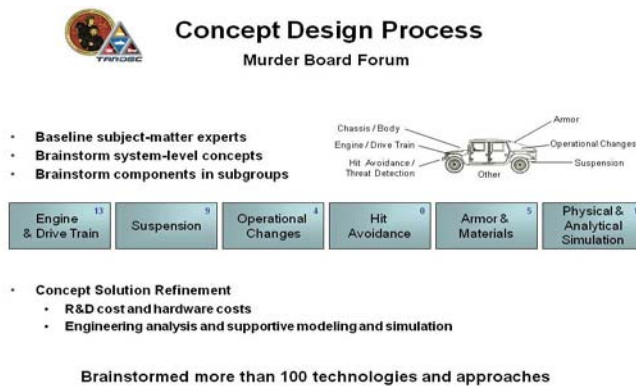 TARDEC
Concept Design Process
Murder Board Forum
• Baseline subject-matter experts
• Brainstorm system-level concepts
• Brainstorm components in subgroups
Chassis / Body
Engine / Drive Train
Hit Avoidance /
Threat Detection
Other
Armor
Operational Changes
Suspension
13
Engine
& Drive Train
9
Suspension
4
Operational
Changes
0
Hit
Avoidance
5
Armor &
Materials
Physical &
Analytical
Simulation
• Concept Solution Refinement
• R&D cost and hardware costs
• Engineering analysis and supportive modeling and simulation
Brainstormed more than 100 technologies and approaches